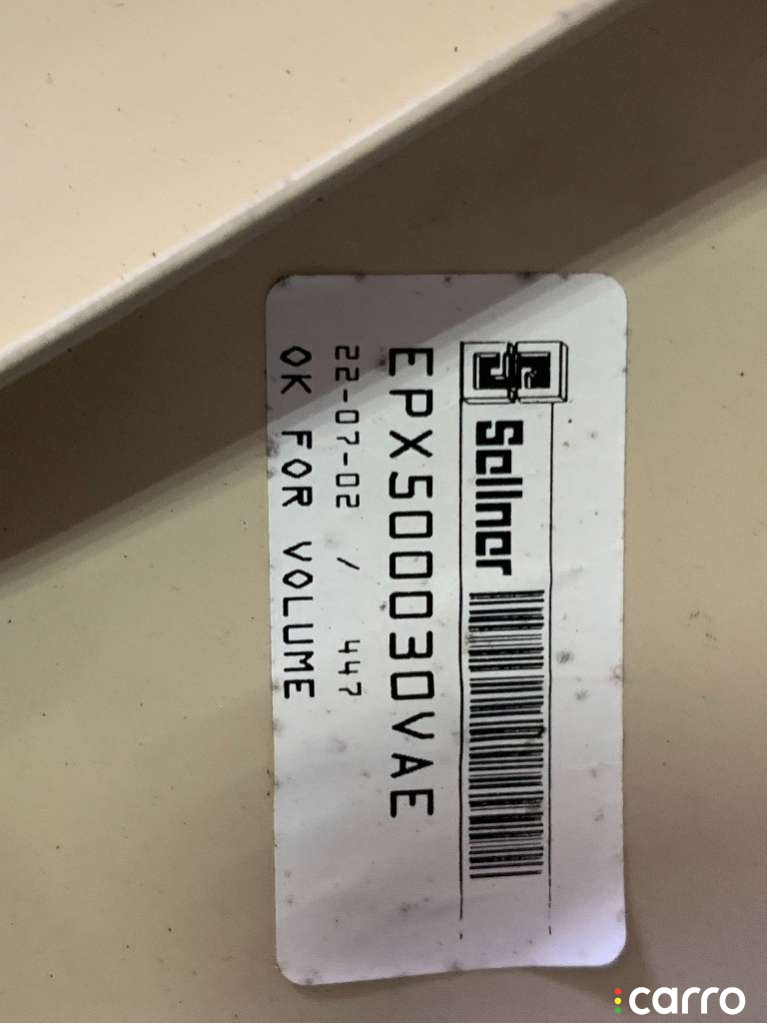 Sellner
EPX500030VAE
22-07-02 / 447
OK FOR VOLUME
carro